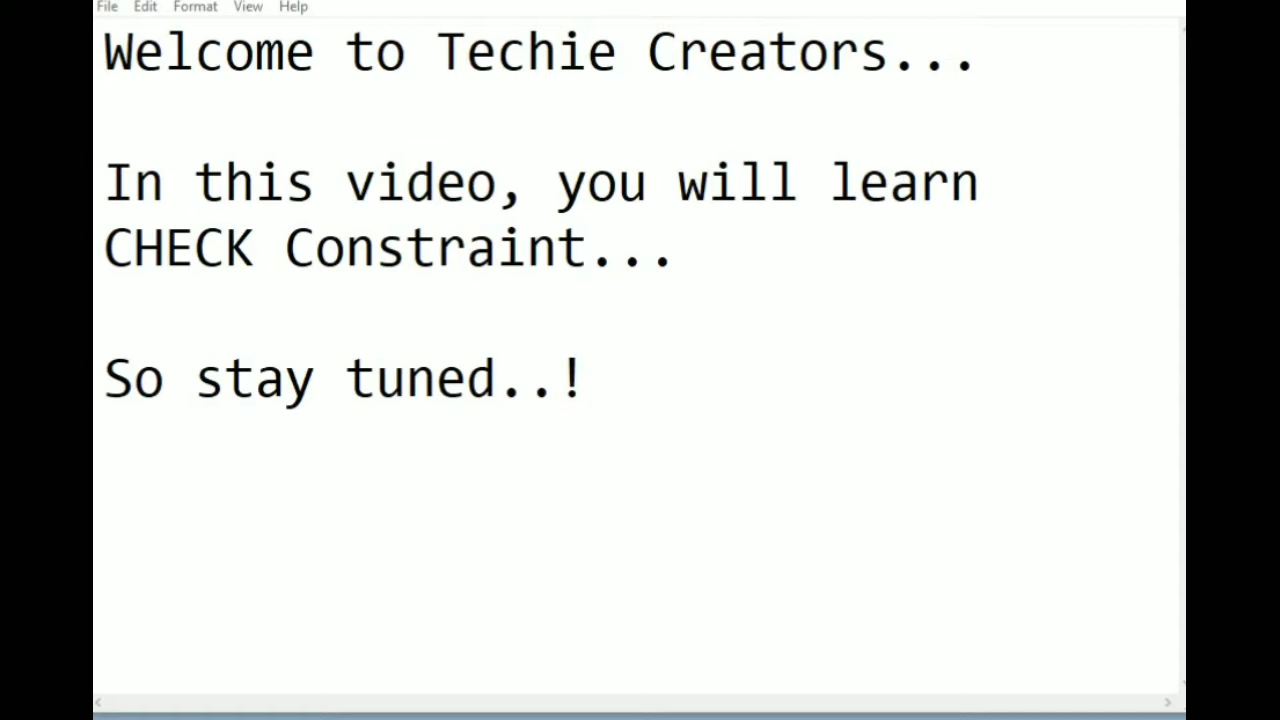 File Edit Format View Help
Welcome to Techie Creators...
In this video, you will learn
CHECK Constraint...
So stay tuned..!